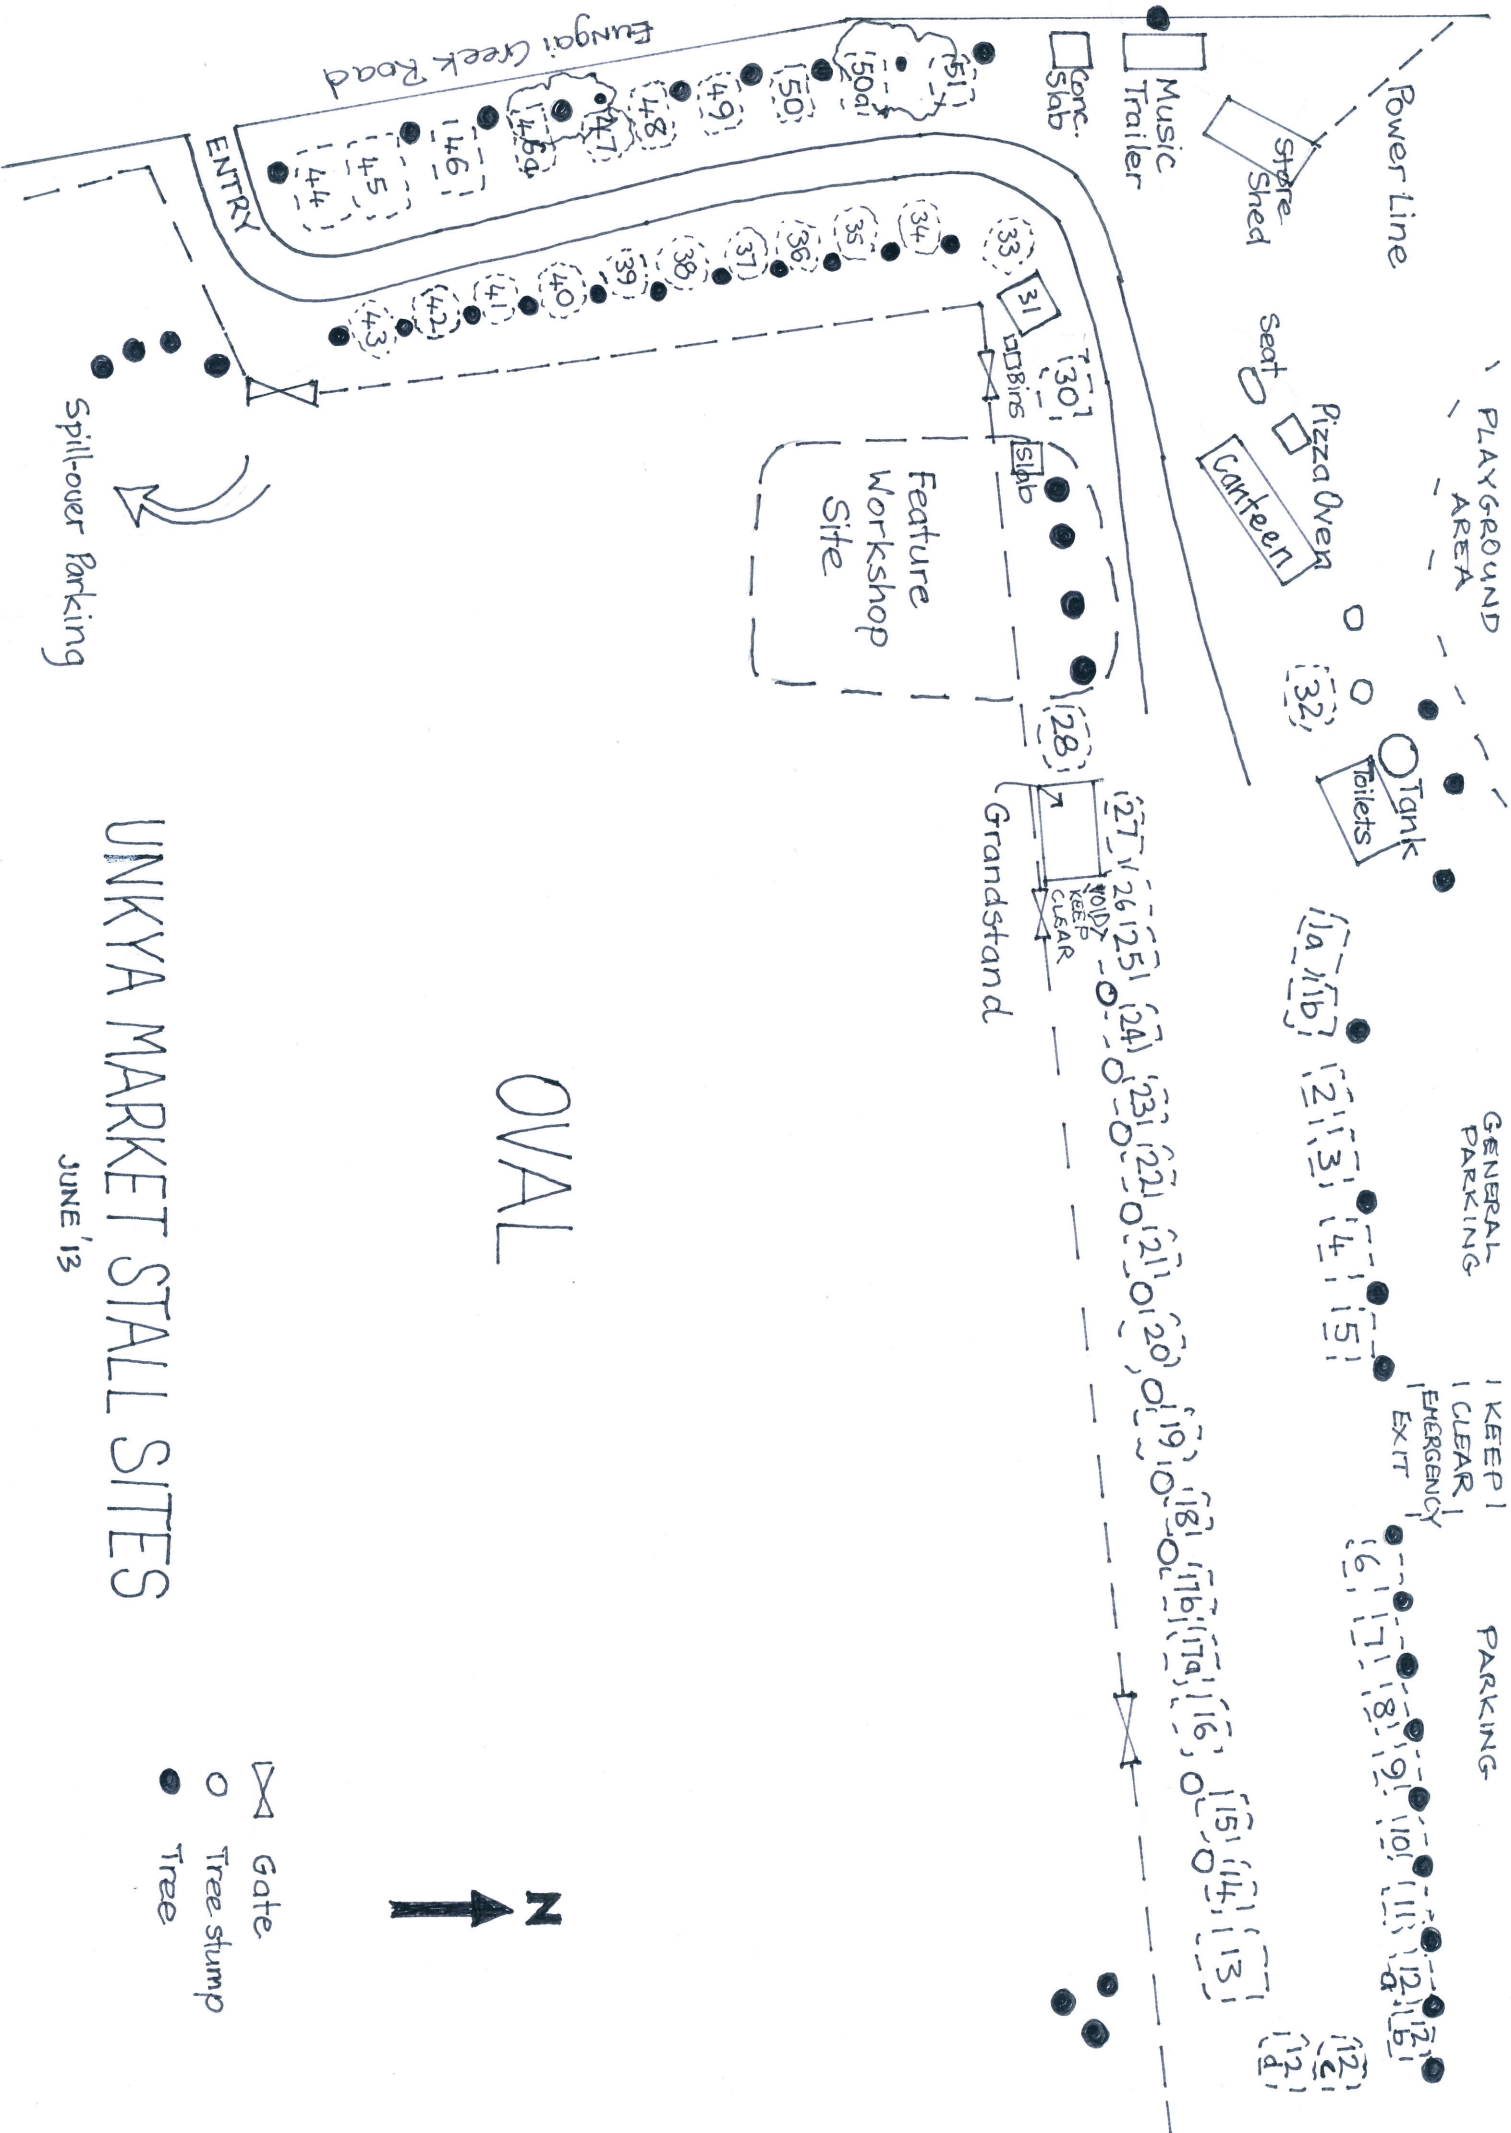 PLAYGROUND
AREA
GENERAL
PARKING
KEEP
CLEAR
EMERGENCY
EXIT
PARKING
Power Line
Store
Shed
Music
Trailer
Conc.
Slab
Seat
Pizza Oven
Canteen
Tank
Toilets
32
1a
1b
2
3
4
5
6
7
8
9
10
11
12
a
12
b
12
c
12
d
13
14
15
16
17a
17b
18
19
20
21
22
23
24
25
26
27
28
VOID
KEEP
CLEAR
Grandstand
Slab
Bins
30
31
33
34
35
36
37
38
39
40
41
42
43
44
45
46
46a
47
48
49
50
50a
51
Eungai Creek Road
ENTRY
Feature
Workshop
Site
Spill-over Parking
OVAL
N
Gate
Tree stump
Tree
UNKYA MARKET STALL SITES
JUNE '13